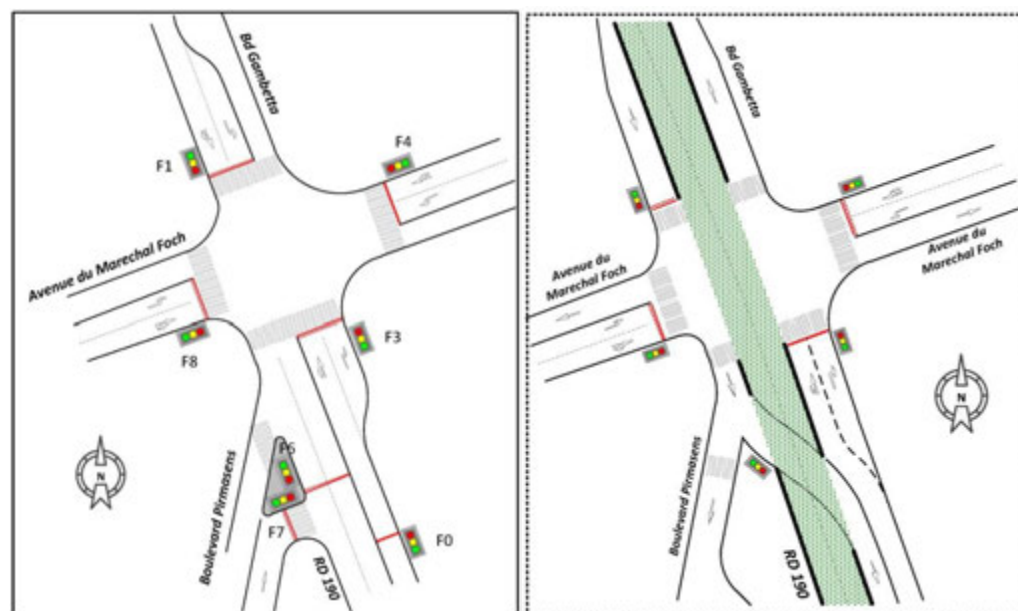 Bd Gambetta
F1
F4
Avenue du Marechal Foch
F8
F3
N
F6
F7
Boulevard Pirmasens
RD 190
F0
Bd Gambetta
Avenue du
Marechal Foch
Avenue du
Marechal Foch
N
Boulevard Pirmasens
RD 190